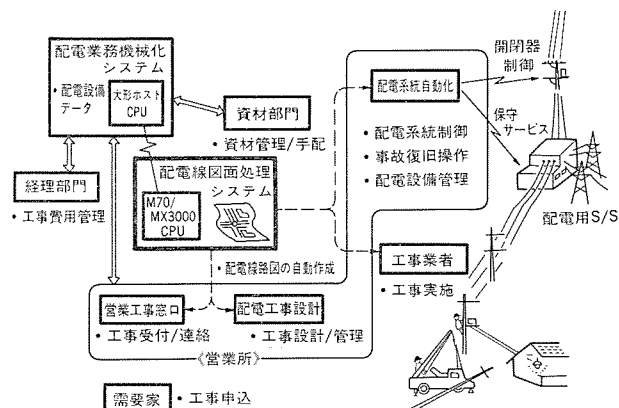 配電業務機械化
システム
• 配電設備
データ
大形ホスト
CPU
資材部門
• 資材管理/手配
経理部門
• 工事費用管理
配電線図面処理
システム
M70/
MX3000
CPU
• 配電線路図の自動作成
配電系統自動化
• 配電系統制御
• 事故復旧操作
• 配電設備管理
開閉器
制御
保守
サービス
配電用S/S
工事業者
• 工事実施
営業工事窓口
• 工事受付/連絡
配電工事設計
• 工事設計/管理
《営業所》
需要家
• 工事申込